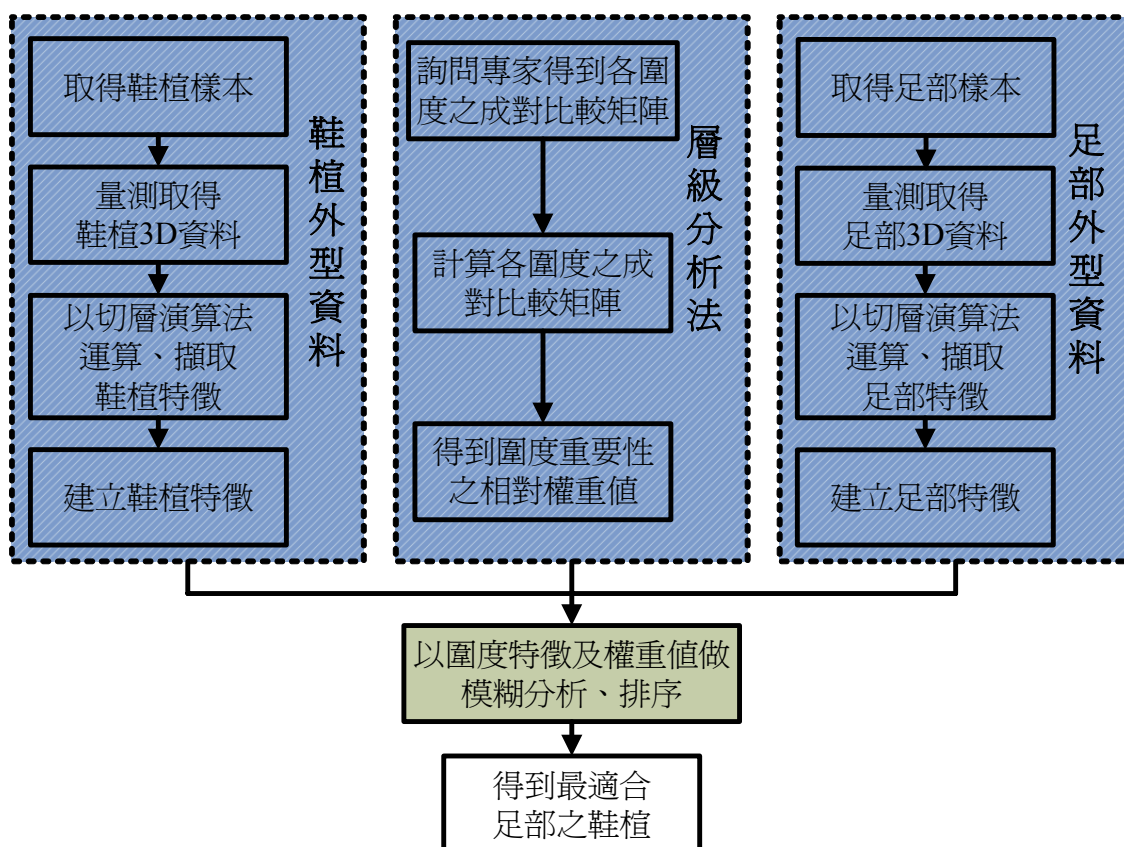 取得鞋楦樣本
量測取得
鞋楦3D資料
以切層演算法
運算、擷取
鞋楦特徵
建立鞋楦特徵
鞋楦外型資料
詢問專家得到各圍
度之成對比較矩陣
計算各圍度之成
對比較矩陣
得到圍度重要性
之相對權重值
層級分析法
取得足部樣本
量測取得
足部3D資料
以切層演算法
運算、擷取
足部特徵
建立足部特徵
足部外型資料
以圍度特徵及權重值做
模糊分析、排序
得到最適合
足部之鞋楦